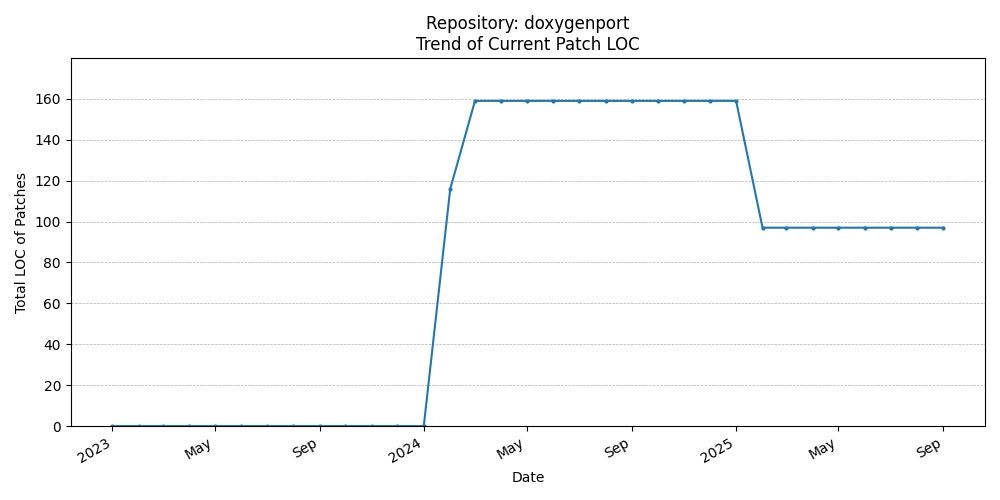 Repository: doxygenport
Trend of Current Patch LOC
Total LOC of Patches
160
140
120
100
80
60
40
20
0
2023
May
Sep
2024
May
Sep
2025
May
Sep
Date